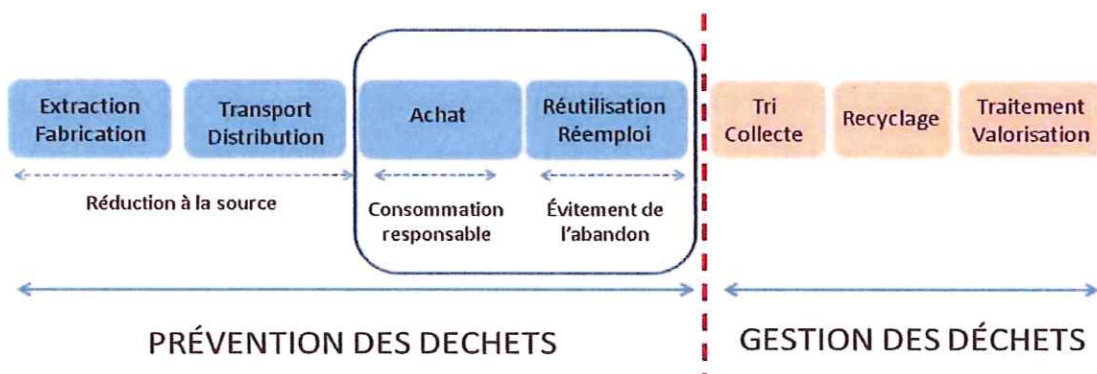 Extraction
Fabrication
Transport
Distribution
Achat
Réutilisation
Réemploi
Tri
Collecte
Recyclage
Traitement
Valorisation
Réduction à la source
Consommation
responsable
Évitement de
l'abandon
PRÉVENTION DES DECHETS
GESTION DES DÉCHETS